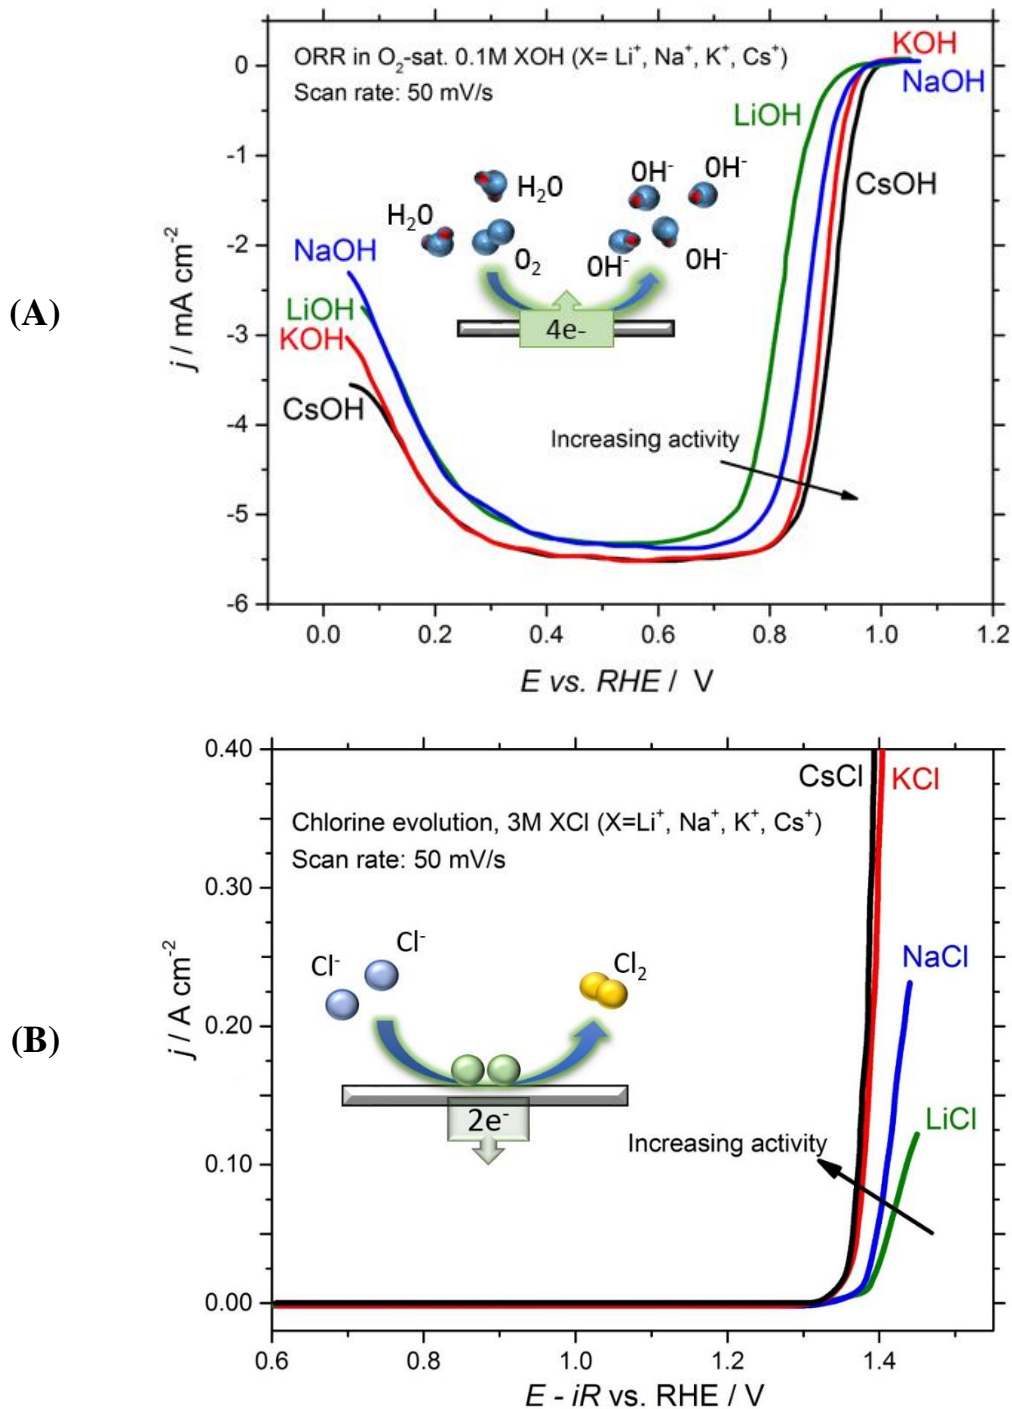 (A)
ORR in O₂-sat. 0.1M XOH (X= Li⁺, Na⁺, K⁺, Cs⁺)
Scan rate: 50 mV/s
KOH
NaOH
LiOH
CsOH
H₂O
H₂O
O₂
OH⁻
OH⁻
OH⁻
OH⁻
4e-
NaOH
LiOH
KOH
CsOH
Increasing activity
0
-1
-2
-3
-4
-5
-6
j / mA cm⁻²
0.0 0.2 0.4 0.6 0.8 1.0 1.2
E vs. RHE / V
(B)
Chlorine evolution, 3M XCl (X=Li⁺, Na⁺, K⁺, Cs⁺)
Scan rate: 50 mV/s
CsCl
KCl
NaCl
LiCl
Cl⁻
Cl⁻
Cl₂
2e⁻
Increasing activity
0.40
0.30
0.20
0.10
0.00
j / A cm⁻²
0.6 0.8 1.0 1.2 1.4
E - iR vs. RHE / V